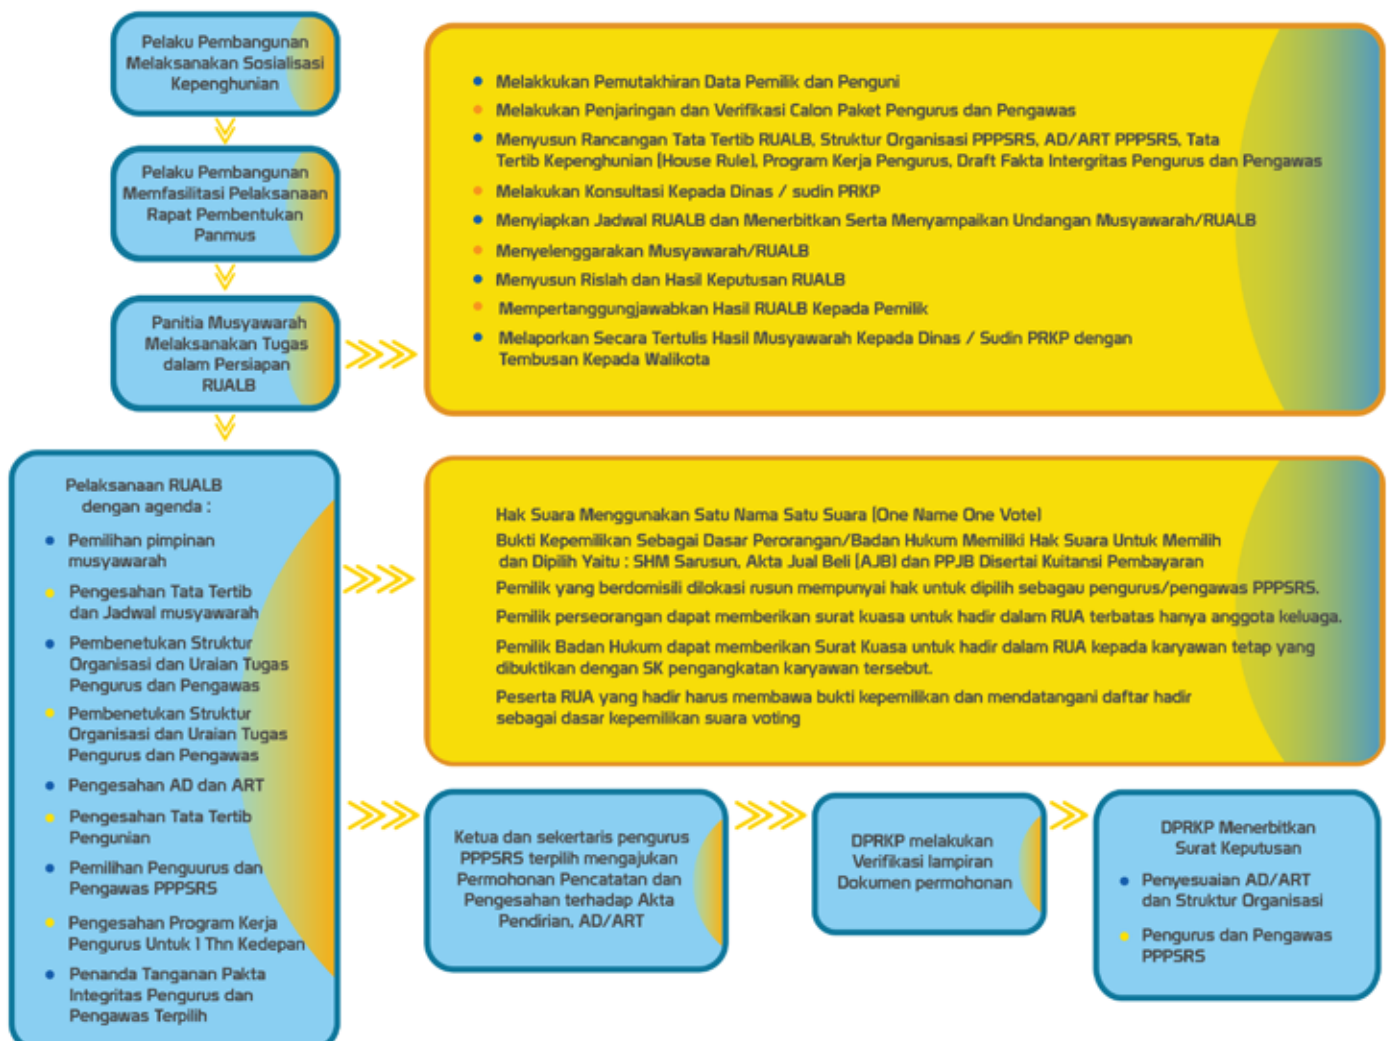 Pelaku Pembangunan
Melaksanakan Sosialisasi
Kepenghunian
Pelaku Pembangunan
Memfasilitasi Pelaksanaan
Rapat Pembentukan
Panmus
Panitia Musyawarah
Melaksanakan Tugas
dalam Persiapan
RUALB
Melakkukan Pemutakhiran Data Pemilik dan Penguni
Melakukan Penjaringan dan Verifikasi Calon Paket Pengurus dan Pengawas
Menyusun Rancangan Tata Tertib RUALB, Struktur Organisasi PPPSRS, AD/ART PPPSRS, Tata
Tertib Kepenghunian (House Rule), Program Kerja Pengurus, Draft Fakta Intergritas Pengurus dan Pengawas
Melakukan Konsultasi Kepada Dinas / sudin PRKP
Menyiapkan Jadwal RUALB dan Menerbitkan Serta Menyampaikan Undangan Musyawarah/RUALB
Menyelenggarakan Musyawarah/RUALB
Menyusun Rislah dan Hasil Keputusan RUALB
Mempertanggungjawabkan Hasil RUALB Kepada Pemilik
Melaporkan Secara Tertulis Hasil Musyawarah Kepada Dinas / Sudin PRKP dengan
Tembusan Kepada Walikota
Pelaksanaan RUALB
dengan agenda :
Pemilihan pimpinan
musyawarah
Pengesahan Tata Tertib
dan Jadwal musyawarah
Pembenetukan Struktur
Organisasi dan Uraian Tugas
Pengurus dan Pengawas
Pembenetukan Struktur
Organisasi dan Uraian Tugas
Pengurus dan Pengawas
Pengesahan AD dan ART
Pengesahan Tata Tertib
Pengunian
Pemilihan Penguurus dan
Pengawas PPPSRS
Pengesahan Program Kerja
Pengurus Untuk 1 Thn Kedepan
Penanda Tanganan Pakta
Integritas Pengurus dan
Pengawas Terpilih
Hak Suara Menggunakan Satu Nama Satu Suara (One Name One Vote)
Bukti Kepemilikan Sebagai Dasar Perorangan/Badan Hukum Memiliki Hak Suara Untuk Memilih
dan Dipilih Yaitu : SHM Sarusun, Akta Jual Beli (AJB) dan PPJB Disertai Kuitansi Pembayaran
Pemilik yang berdomisili dilokasi rusun mempunyai hak untuk dipilih sebagau pengurus/pengawas PPPSRS.
Pemilik perseorangan dapat memberikan surat kuasa untuk hadir dalam RUA terbatas hanya anggota keluaga.
Pemilik Badan Hukum dapat memberikan Surat Kuasa untuk hadir dalam RUA kepada karyawan tetap yang
dibuktikan dengan SK pengangkatan karyawan tersebut.
Peserta RUA yang hadir harus membawa bukti kepemilikan dan mendatangani daftar hadir
sebagai dasar kepemilikan suara voting
Ketua dan sekertaris pengurus
PPPSRS terpilih mengajukan
Permohonan Pencatatan dan
Pengesahan terhadap Akta
Pendirian, AD/ART
DPRKP melakukan
Verifikasi lampiran
Dokumen permohonan
DPRKP Menerbitkan
Surat Keputusan
Penyesuaian AD/ART
dan Struktur Organisasi
Pengurus dan Pengawas
PPPSRS